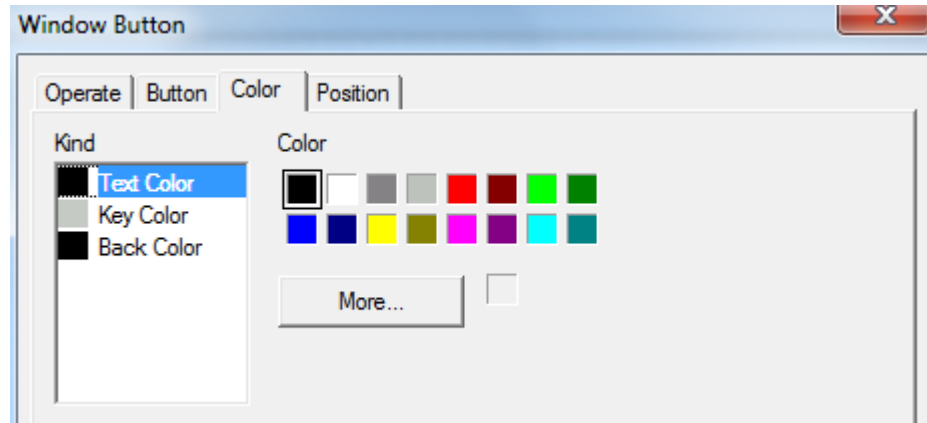 Window Button
Operate Button Color Position
Kind
Color
Text Color
Key Color
Back Color
More...